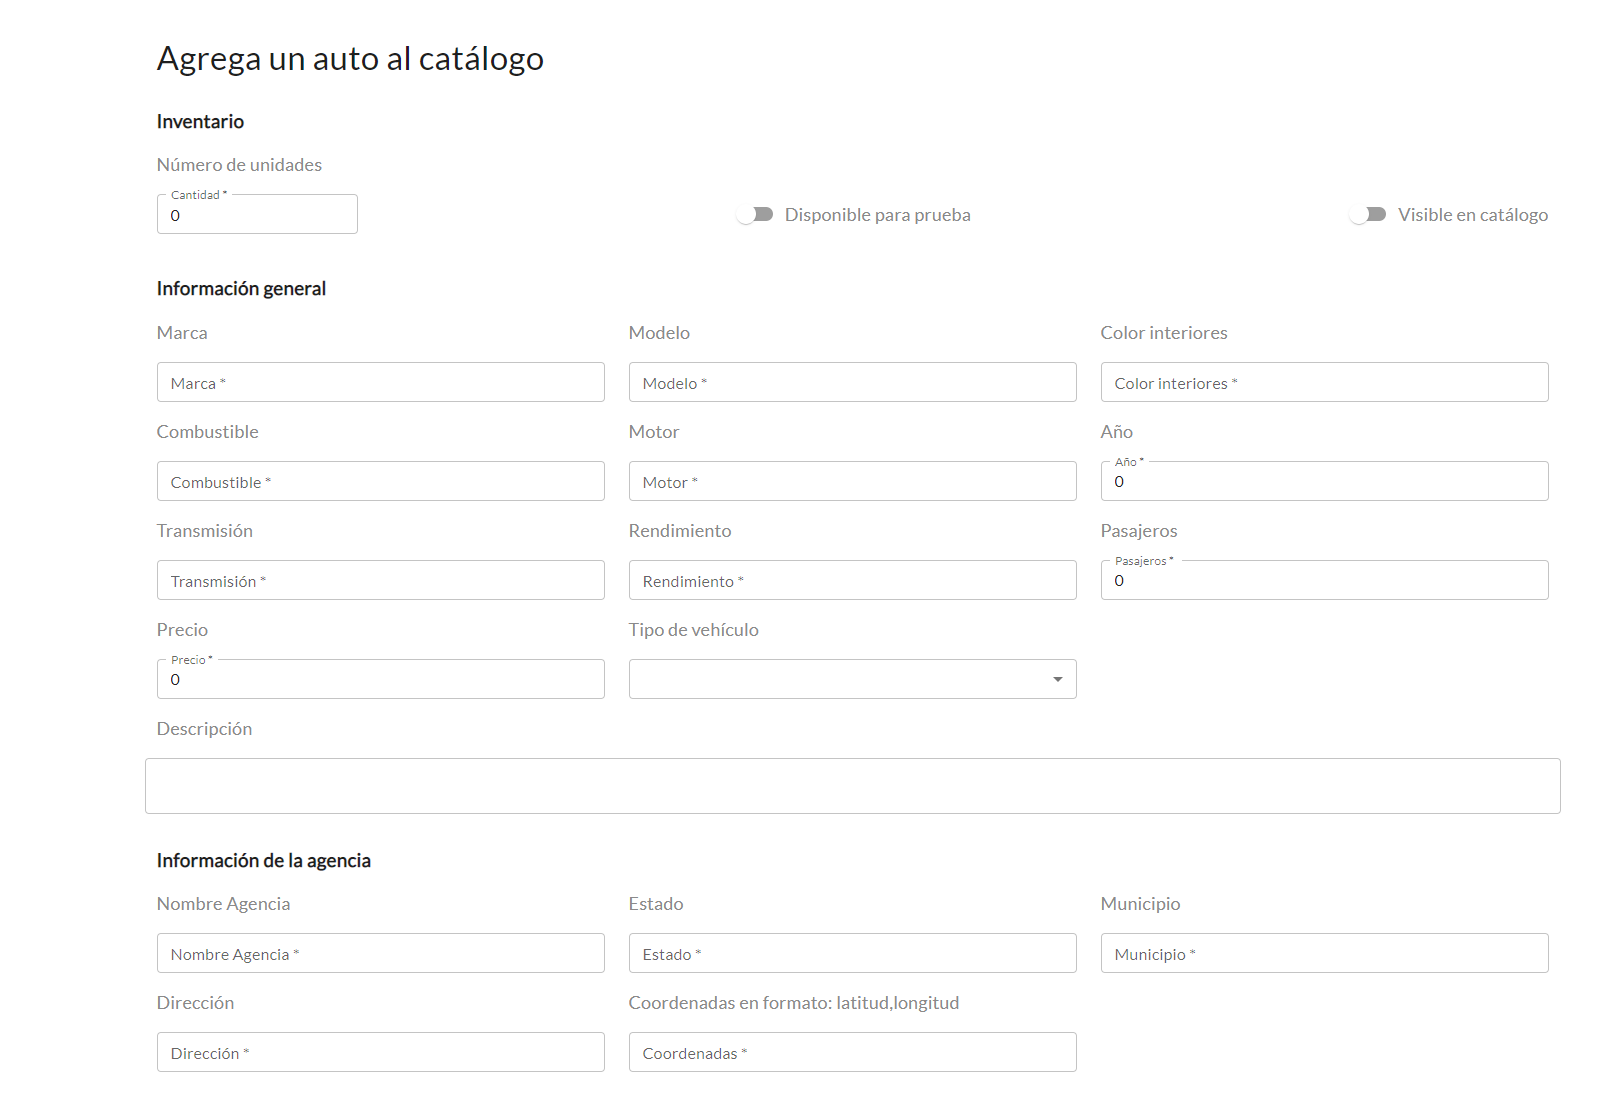 Agrega un auto al catálogo
Inventario
Número de unidades
Cantidad *
0
Disponible para prueba
Visible en catálogo
Información general
Marca
Modelo
Color interiores
Marca *
Modelo *
Color interiores *
Combustible
Motor
Año
Combustible *
Motor *
Año *
0
Transmisión
Rendimiento
Pasajeros
Transmisión *
Rendimiento *
Pasajeros *
0
Precio
Tipo de vehículo
Precio *
0
Descripción
Información de la agencia
Nombre Agencia
Estado
Municipio
Nombre Agencia *
Estado *
Municipio *
Dirección
Coordenadas en formato: latitud,longitud
Dirección *
Coordenadas *